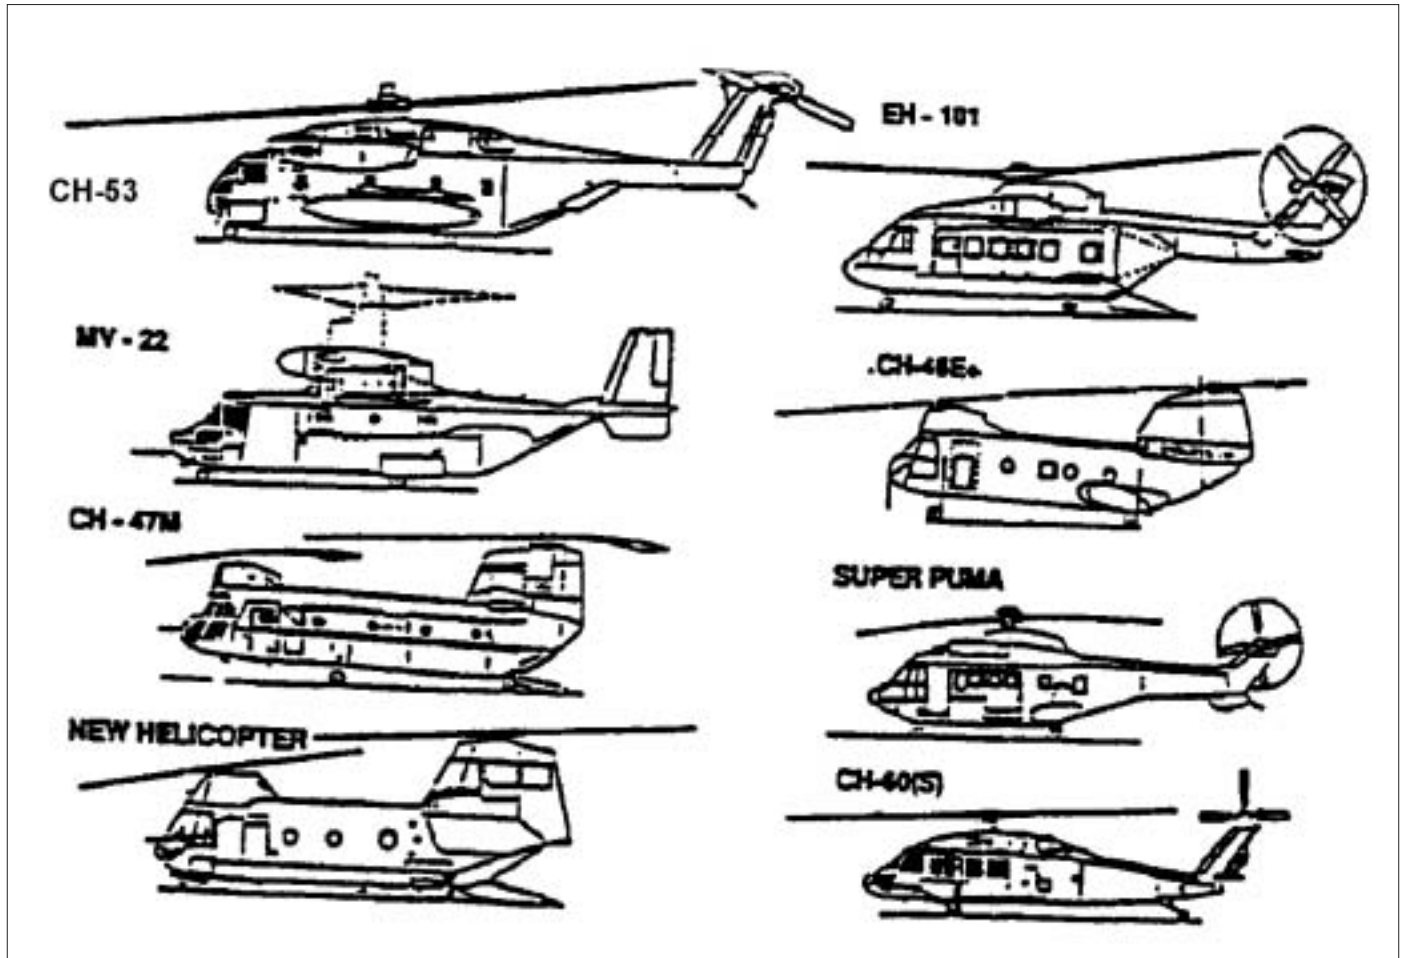 CH-53
EH - 101
MV - 22
CH-46E+
CH - 47M
SUPER PUMA
NEW HELICOPTER
CH-60(S)